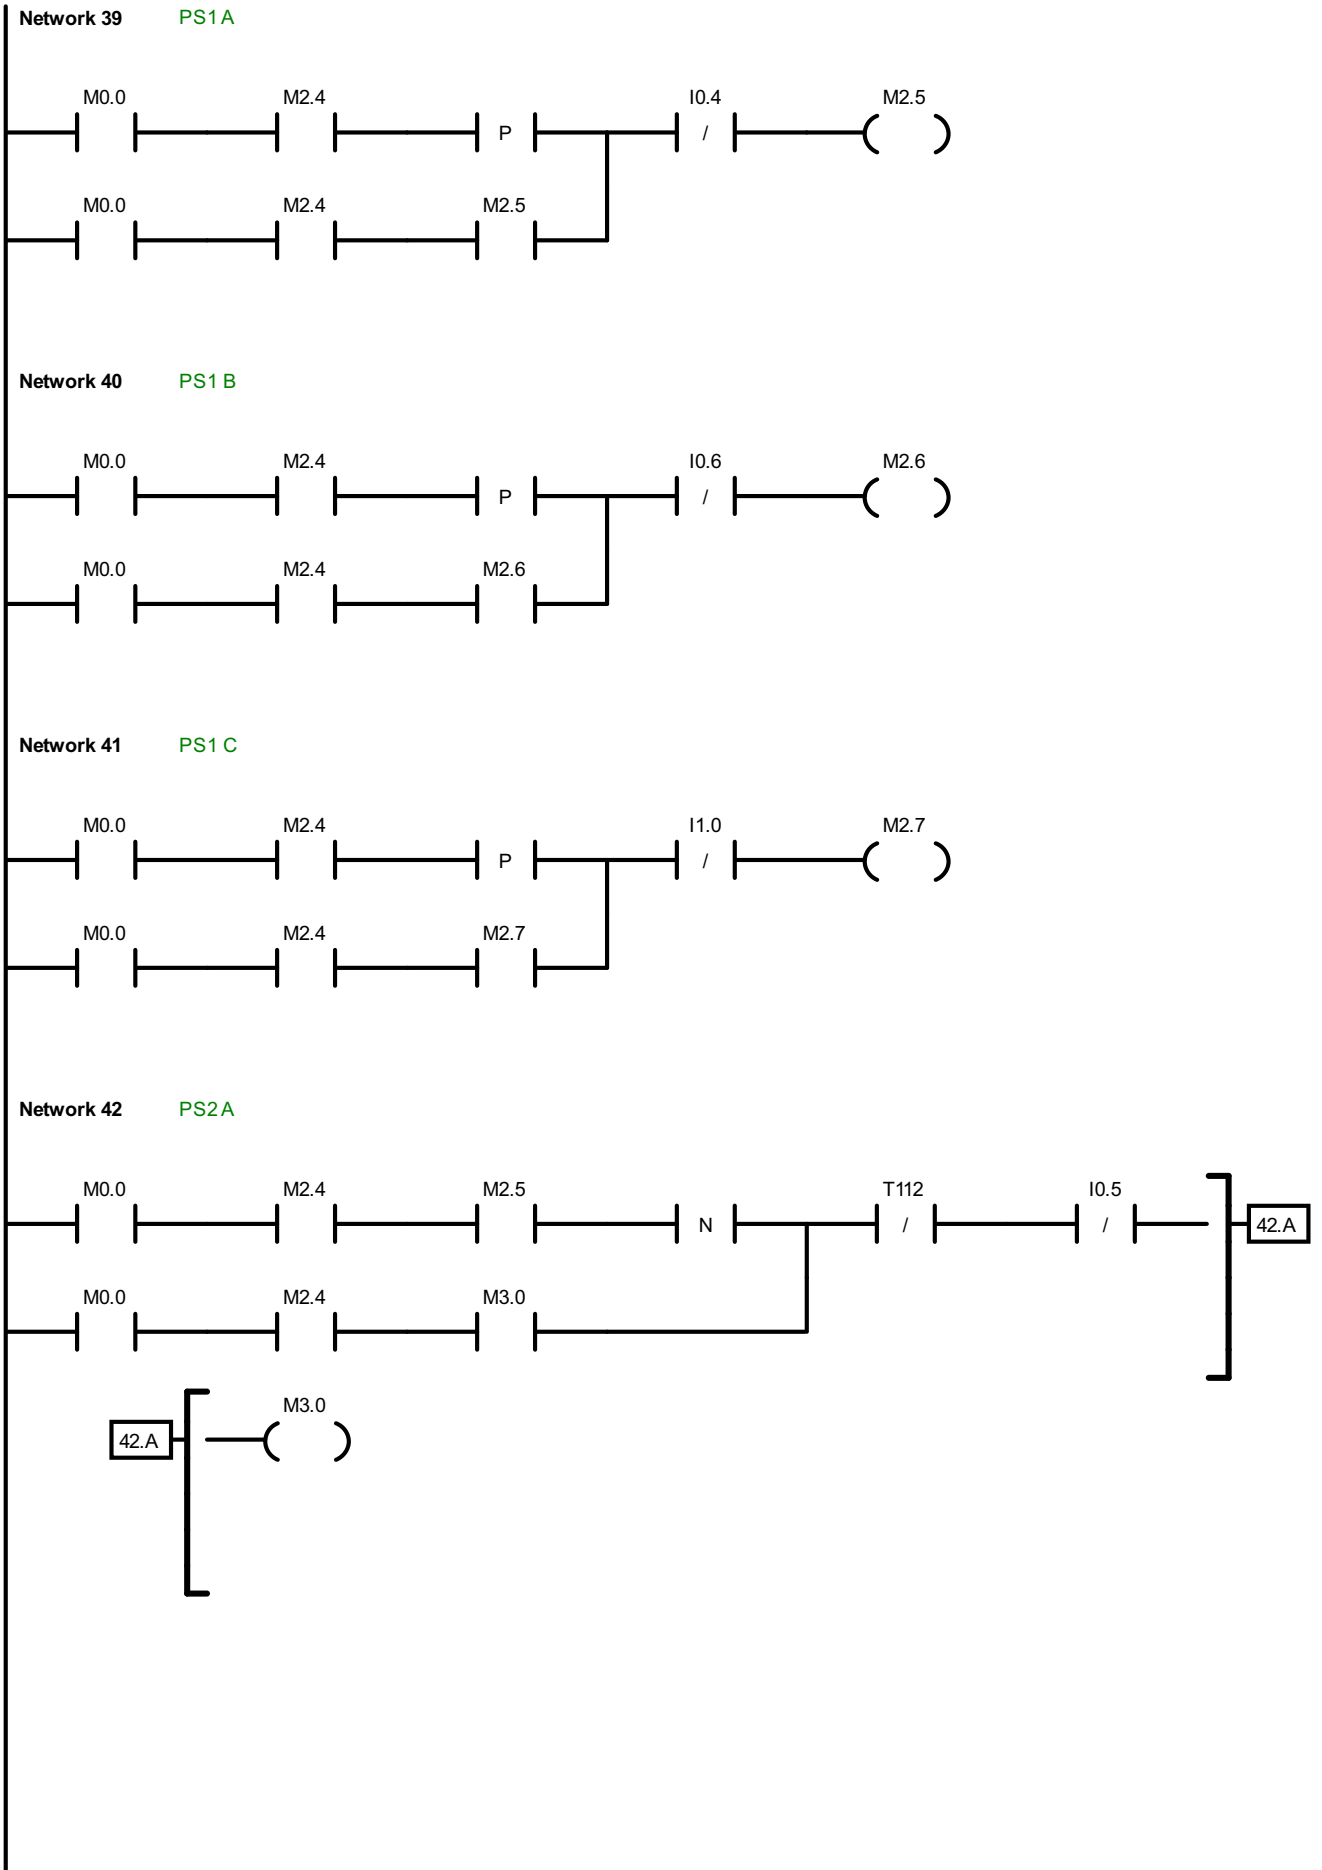 Network 39 PS1 A
M0.0 M2.4 I0.4 M2.5
P /
M0.0 M2.4 M2.5
Network 40 PS1 B
M0.0 M2.4 I0.6 M2.6
P /
M0.0 M2.4 M2.6
Network 41 PS1 C
M0.0 M2.4 I1.0 M2.7
P /
M0.0 M2.4 M2.7
Network 42 PS2 A
M0.0 M2.4 M2.5 T112 I0.5
N / / 42.A
M0.0 M2.4 M3.0
M3.0
42.A